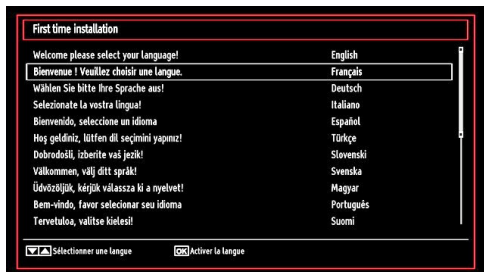 First time installation
Welcome please select your language! English
Bienvenue ! Veuillez choisir une langue. Français
Wählen Sie bitte Ihre Sprache aus! Deutsch
Selezionate la vostra lingua! Italiano
Bienvenido, seleccione un idioma Español
Hoş geldiniz, lütfen dil seçimini yapınız! Türkçe
Dobrodošli, izberite vaš jezik! Slovenski
Välkommen, välj ditt språk! Svenska
Üdvözöljük, kérjük válassza ki a nyelvet! Magyar
Bem-vindo, favor selecionar seu idioma Português
Tervetuloa, valitse kielesi! Suomi
Sélectionner une langue OK Activer la langue